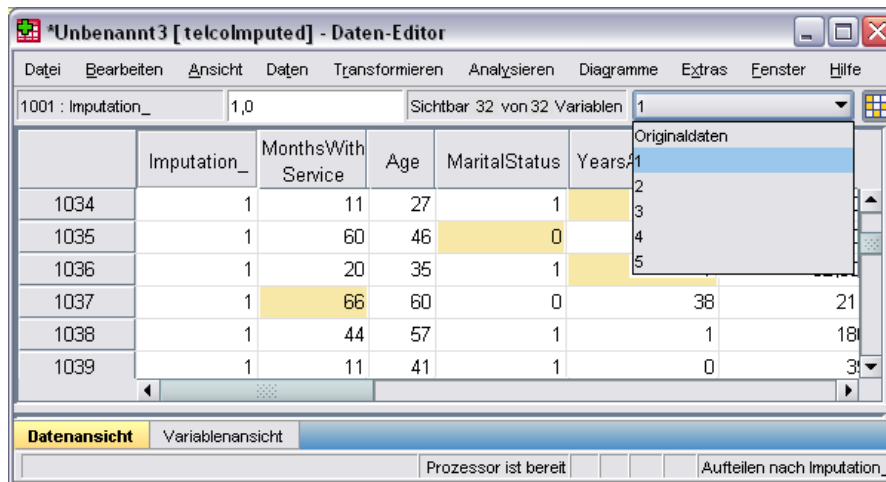 *Unbenannt3 [telcoImputed] - Daten-Editor
Datei Bearbeiten Ansicht Daten Transformieren Analysieren Diagramme Extras Fenster Hilfe
1001 : Imputation_ 1,0 Sichtbar 32 von 32 Variablen 1
Originaldaten
1
2
3
4
5
Imputation_ MonthsWith Service Age MaritalStatus
1034 1 11 27 1
1035 1 60 46 0
1036 1 20 35 1
1037 1 66 60 0 38 21
1038 1 44 57 1 1
1039 1 11 41 1 0
Datenansicht Variablenansicht
Prozessor ist bereit Aufteilen nach Imputation_